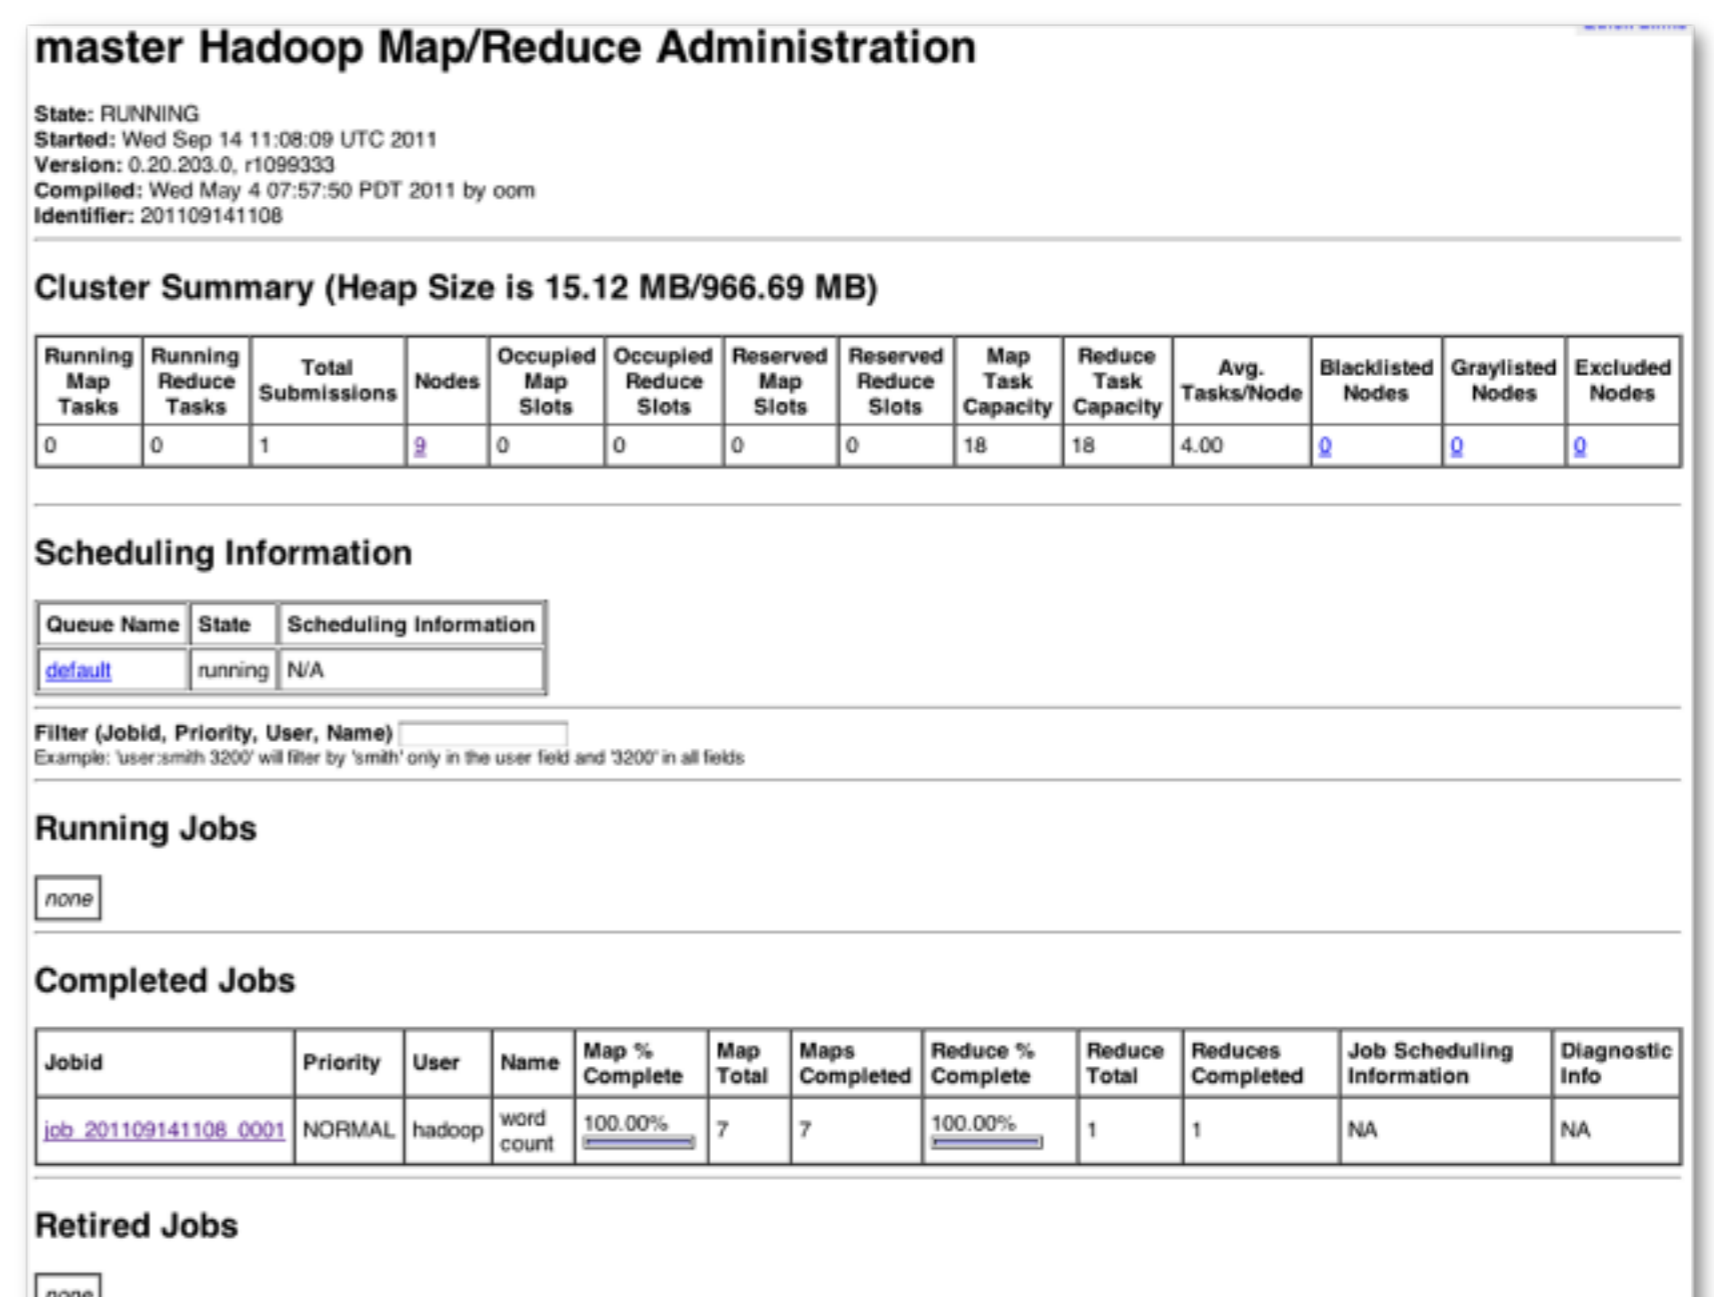 master Hadoop Map/Reduce Administration
State: RUNNING
Started: Wed Sep 14 11:08:09 UTC 2011
Version: 0.20.203.0, r1099333
Compiled: Wed May 4 07:57:50 PDT 2011 by oom
Identifier: 201109141108
Cluster Summary (Heap Size is 15.12 MB/966.69 MB)
Running Map Tasks Running Reduce Tasks Total Submissions Nodes Occupied Map Slots Occupied Reduce Slots Reserved Map Slots Reserved Reduce Slots Map Task Capacity Reduce Task Capacity Avg. Tasks/Node Blacklisted Nodes Graylisted Nodes Excluded Nodes
0 0 1 9 0 0 0 0 18 18 4.00 0 0 0
Scheduling Information
Queue Name State Scheduling Information
default running N/A
Filter (Jobid, Priority, User, Name)
Example: 'user:smith 3200' will filter by 'smith' only in the user field and '3200' in all fields
Running Jobs
none
Completed Jobs
Jobid Priority User Name Map % Complete Map Total Maps Completed Reduce % Complete Reduce Total Reduces Completed Job Scheduling Information Diagnostic Info
job_201109141108_0001 NORMAL hadoop word count 100.00% 7 7 100.00% 1 1 NA NA
Retired Jobs
none